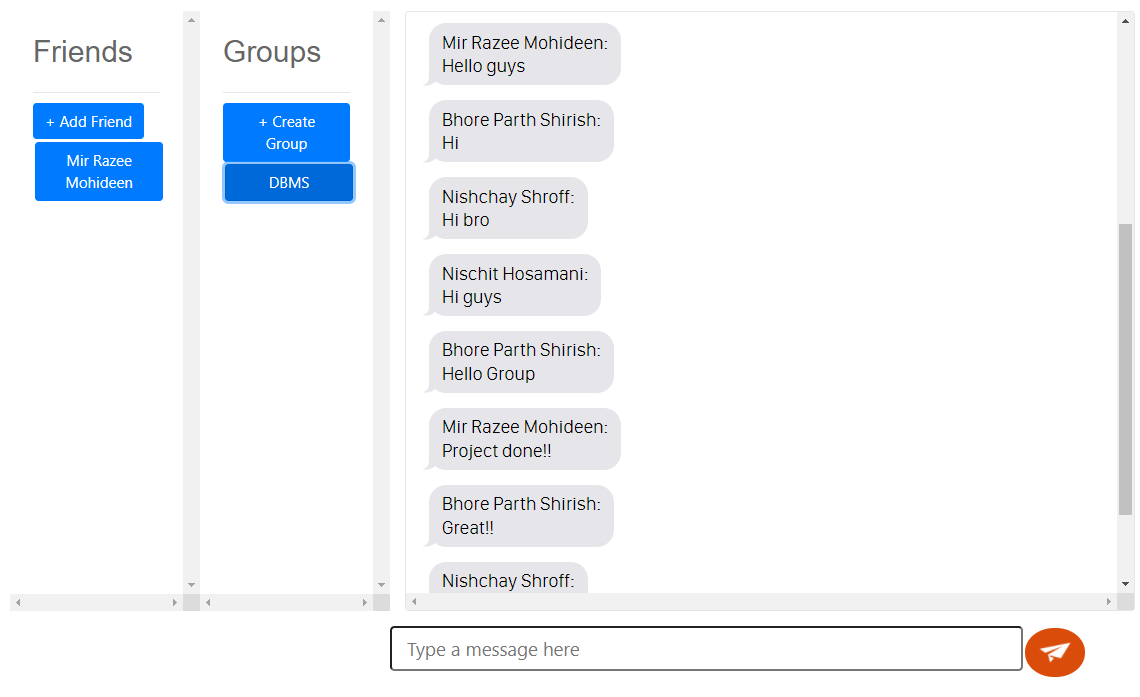 Friends
+ Add Friend
Mir Razee
Mohideen
Groups
+ Create
Group
DBMS
Mir Razee Mohideen:
Hello guys
Bhore Parth Shirish:
Hi
Nishchay Shroff:
Hi bro
Nischit Hosamani:
Hi guys
Bhore Parth Shirish:
Hello Group
Mir Razee Mohideen:
Project done!!
Bhore Parth Shirish:
Great!!
Nishchay Shroff:
Type a message here